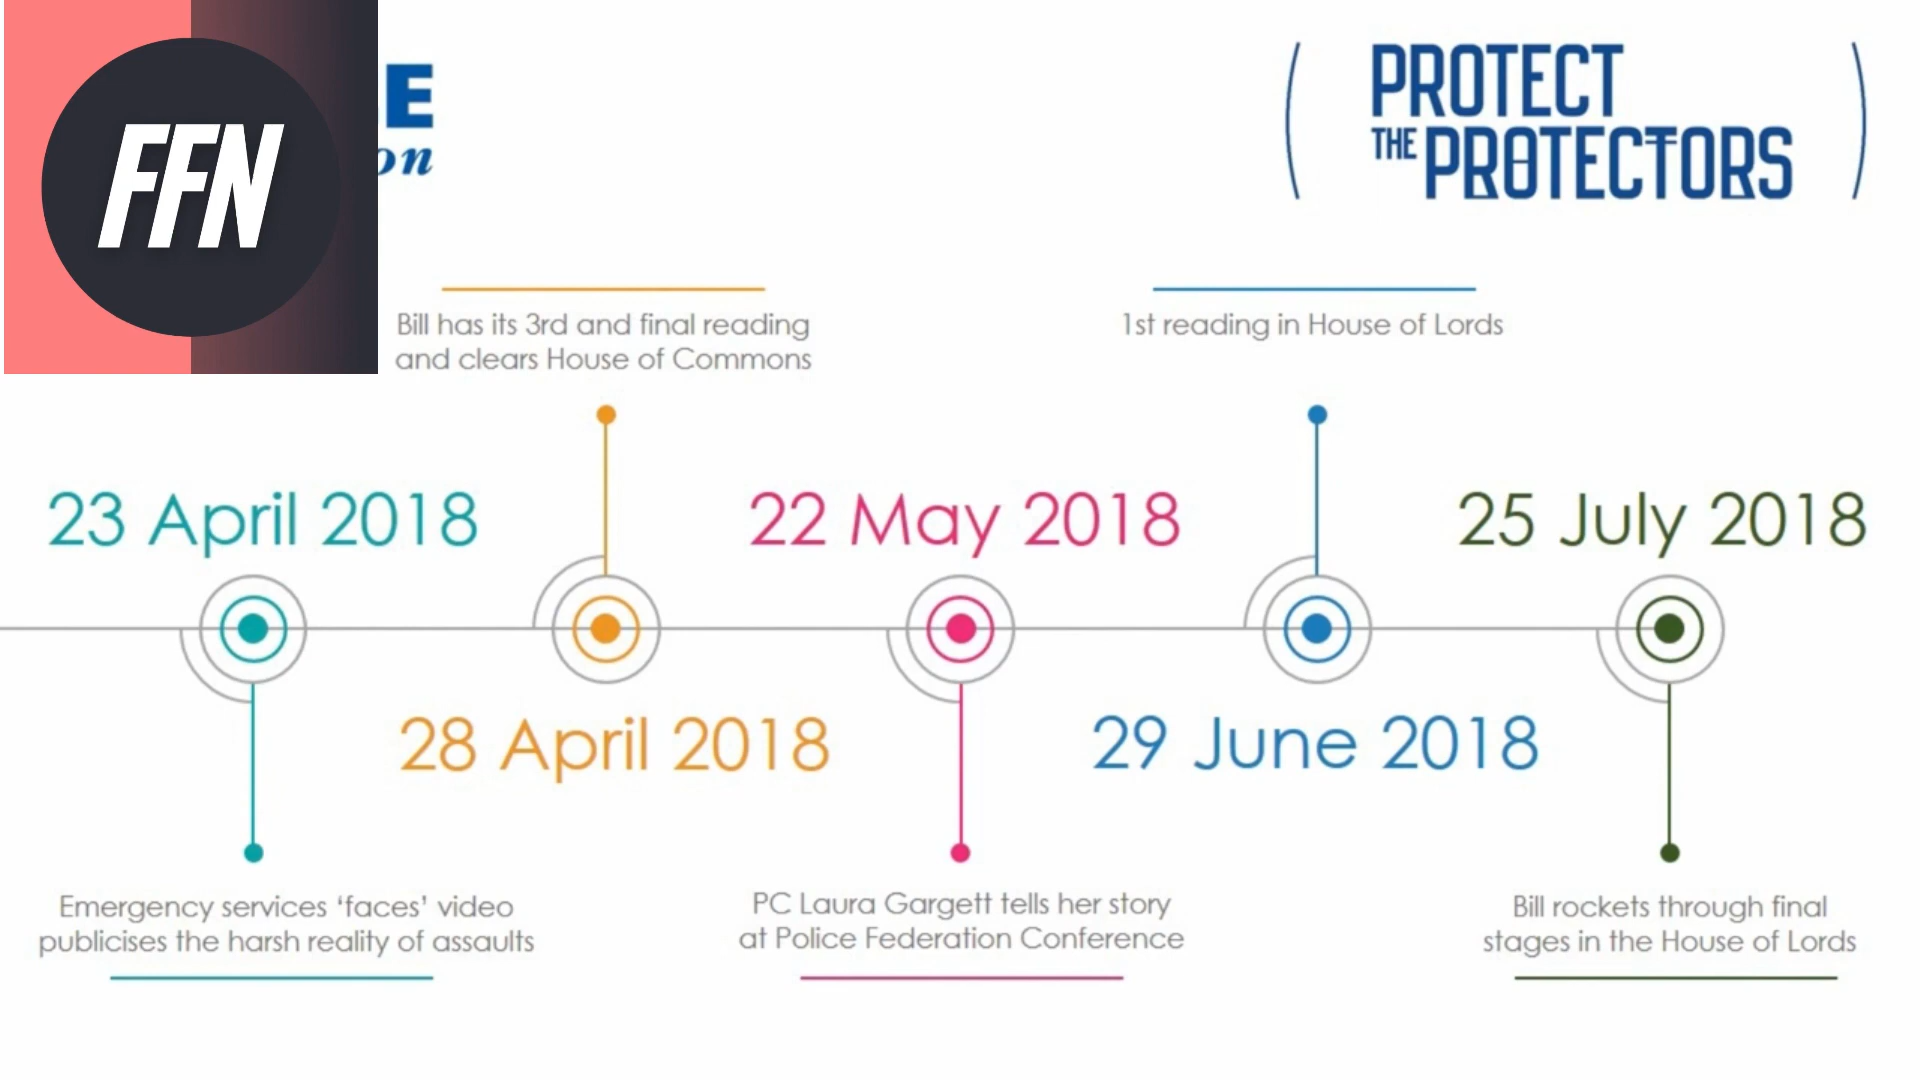 FFN
E
on
PROTECT
THE PROTECTORS
Bill has its 3rd and final reading
and clears House of Commons
1st reading in House of Lords
23 April 2018
22 May 2018
25 July 2018
28 April 2018
29 June 2018
Emergency services ‘faces’ video
publicises the harsh reality of assaults
PC Laura Gargett tells her story
at Police Federation Conference
Bill rockets through final
stages in the House of Lords